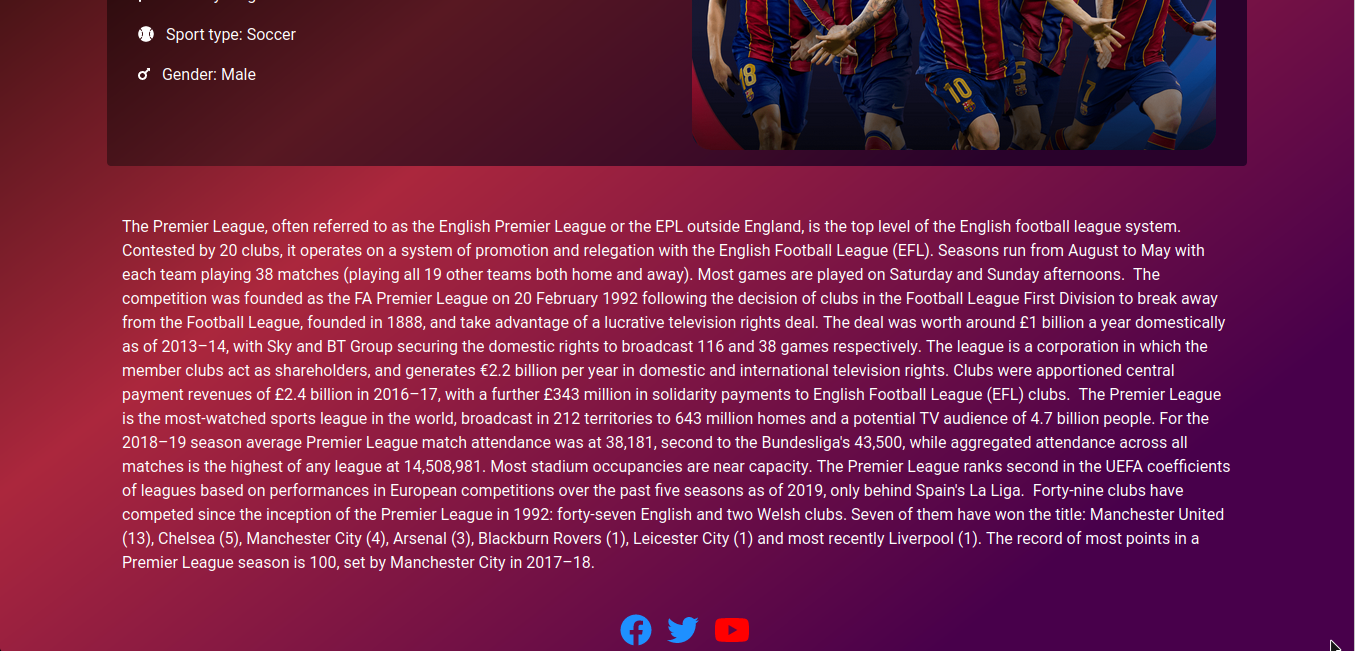 Sport type: Soccer
Gender: Male
18
10
5
7
The Premier League, often referred to as the English Premier League or the EPL outside England, is the top level of the English football league system.
Contested by 20 clubs, it operates on a system of promotion and relegation with the English Football League (EFL). Seasons run from August to May with
each team playing 38 matches (playing all 19 other teams both home and away). Most games are played on Saturday and Sunday afternoons.  The
competition was founded as the FA Premier League on 20 February 1992 following the decision of clubs in the Football League First Division to break away
from the Football League, founded in 1888, and take advantage of a lucrative television rights deal. The deal was worth around £1 billion a year domestically
as of 2013–14, with Sky and BT Group securing the domestic rights to broadcast 116 and 38 games respectively. The league is a corporation in which the
member clubs act as shareholders, and generates €2.2 billion per year in domestic and international television rights. Clubs were apportioned central
payment revenues of £2.4 billion in 2016–17, with a further £343 million in solidarity payments to English Football League (EFL) clubs.  The Premier League
is the most-watched sports league in the world, broadcast in 212 territories to 643 million homes and a potential TV audience of 4.7 billion people. For the
2018–19 season average Premier League match attendance was at 38,181, second to the Bundesliga's 43,500, while aggregated attendance across all
matches is the highest of any league at 14,508,981. Most stadium occupancies are near capacity. The Premier League ranks second in the UEFA coefficients
of leagues based on performances in European competitions over the past five seasons as of 2019, only behind Spain's La Liga.  Forty-nine clubs have
competed since the inception of the Premier League in 1992: forty-seven English and two Welsh clubs. Seven of them have won the title: Manchester United
(13), Chelsea (5), Manchester City (4), Arsenal (3), Blackburn Rovers (1), Leicester City (1) and most recently Liverpool (1). The record of most points in a
Premier League season is 100, set by Manchester City in 2017–18.